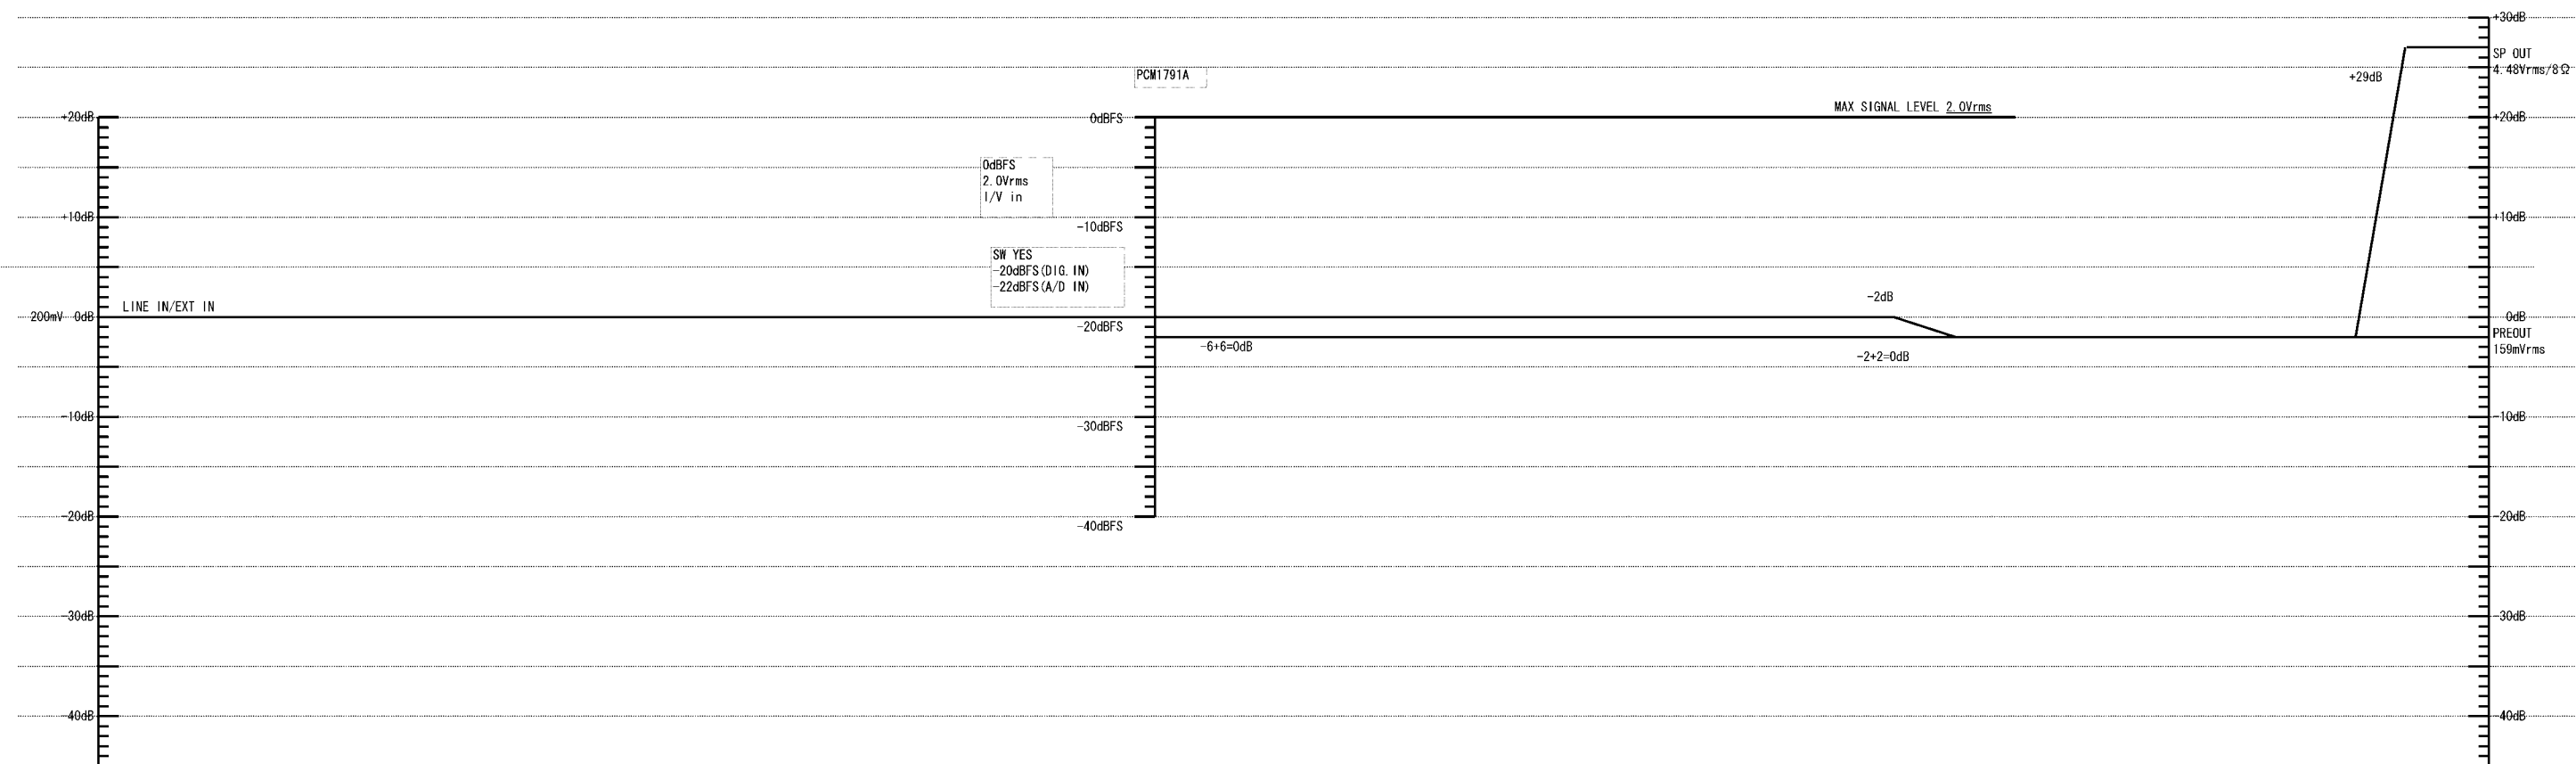 +30dB
SP OUT
4.48Vrms/8Ω
+29dB
PCM1791A
MAX SIGNAL LEVEL 2.0Vrms
+20dB
0dBFS
+20dB
0dBFS
2.0Vrms
I/V in
+10dB
-10dBFS
+10dB
SW YES
-20dBFS(DIG.IN)
-22dBFS(A/D IN)
LINE IN/EXT IN
-2dB
200mV 0dB
-20dBFS
0dB
PREOUT
159mVrms
-6+6=0dB
-2+2=0dB
-10dB
-30dBFS
-10dB
-20dB
-40dBFS
-20dB
-30dB
-30dB
-40dB
-40dB